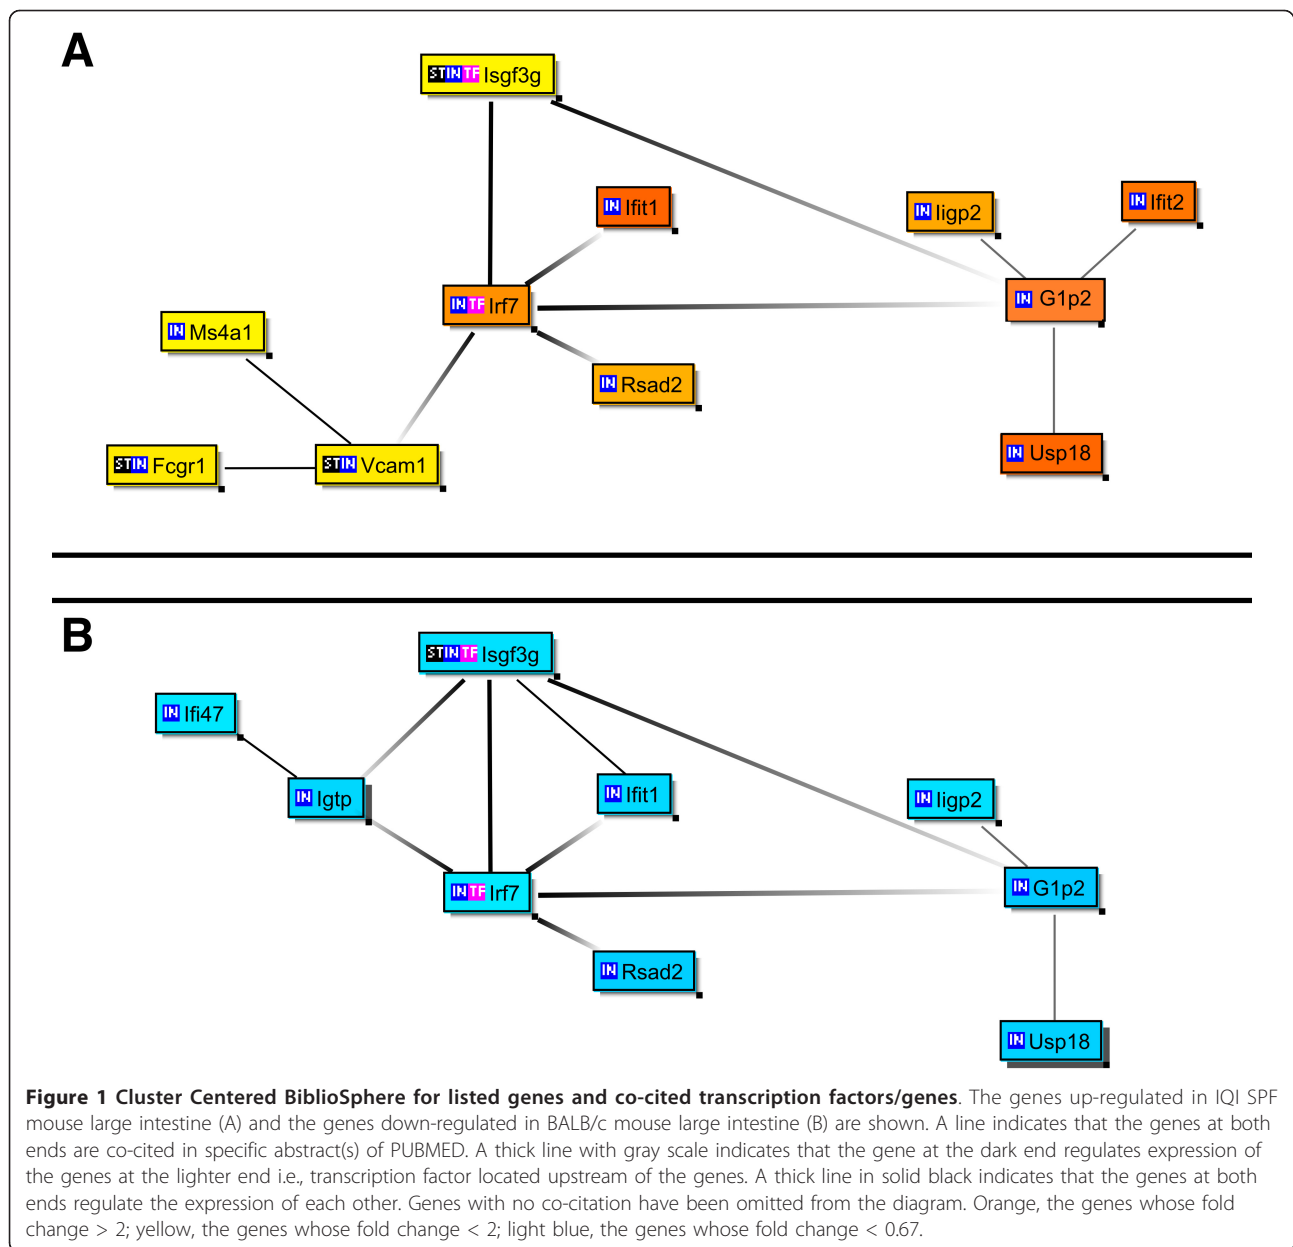 A
STINTF Isgf3g
IN Ifit1
IN Iigp2
IN Ifit2
INTF Irf7
IN G1p2
IN Ms4a1
IN Rsad2
STIN Fcgr1
STIN Vcam1
IN Usp18
B
STINTF Isgf3g
IN Ifi47
IN Igtp
IN Ifit1
IN Iigp2
INTF Irf7
IN G1p2
IN Rsad2
IN Usp18
Figure 1 Cluster Centered BiblioSphere for listed genes and co-cited transcription factors/genes. The genes up-regulated in IQI SPF
mouse large intestine (A) and the genes down-regulated in BALB/c mouse large intestine (B) are shown. A line indicates that the genes at both
ends are co-cited in specific abstract(s) of PUBMED. A thick line with gray scale indicates that the gene at the dark end regulates expression of
the genes at the lighter end i.e., transcription factor located upstream of the genes. A thick line in solid black indicates that the genes at both
ends regulate the expression of each other. Genes with no co-citation have been omitted from the diagram. Orange, the genes whose fold
change > 2; yellow, the genes whose fold change < 2; light blue, the genes whose fold change < 0.67.